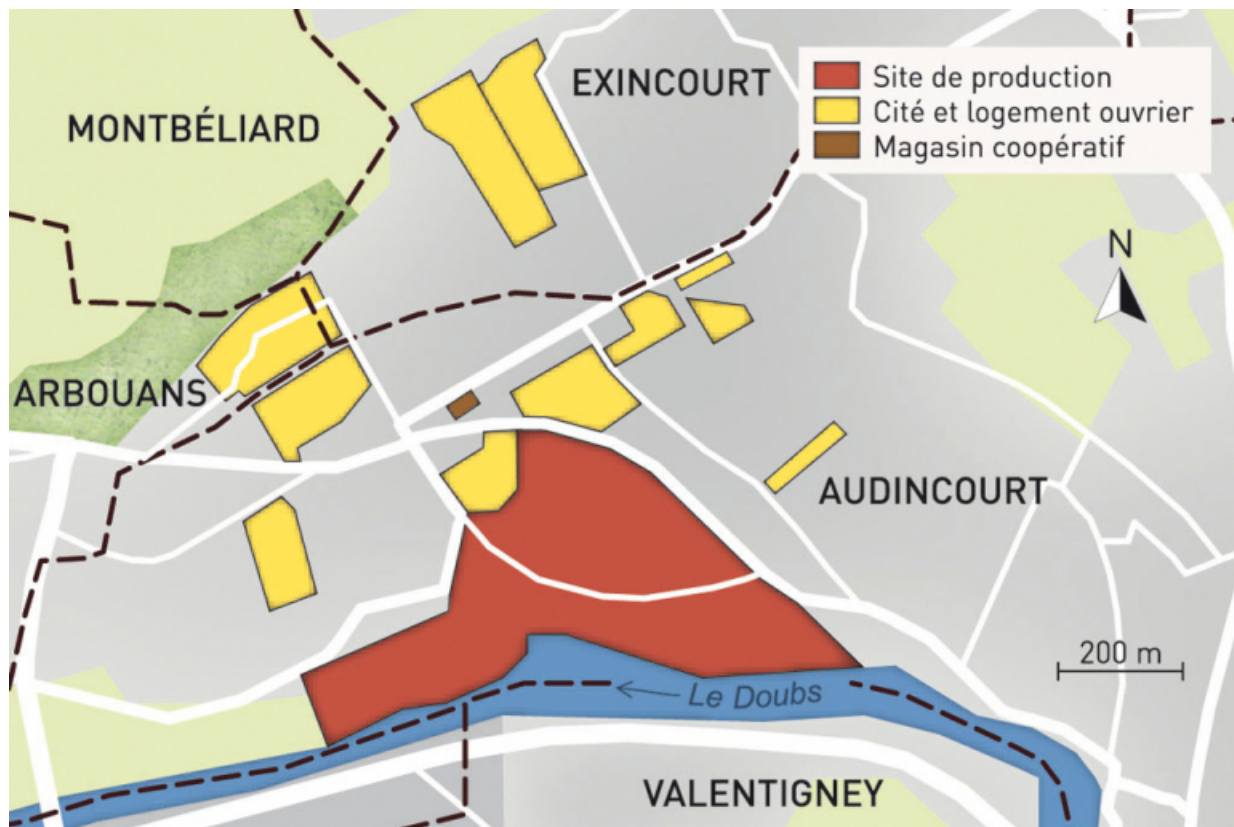 EXINCOURT
MONTBÉLIARD
Site de production
Cité et logement ouvrier
Magasin coopératif
N
ARBOUANS
AUDINCOURT
200 m
Le Doubs
VALENTIGNEY